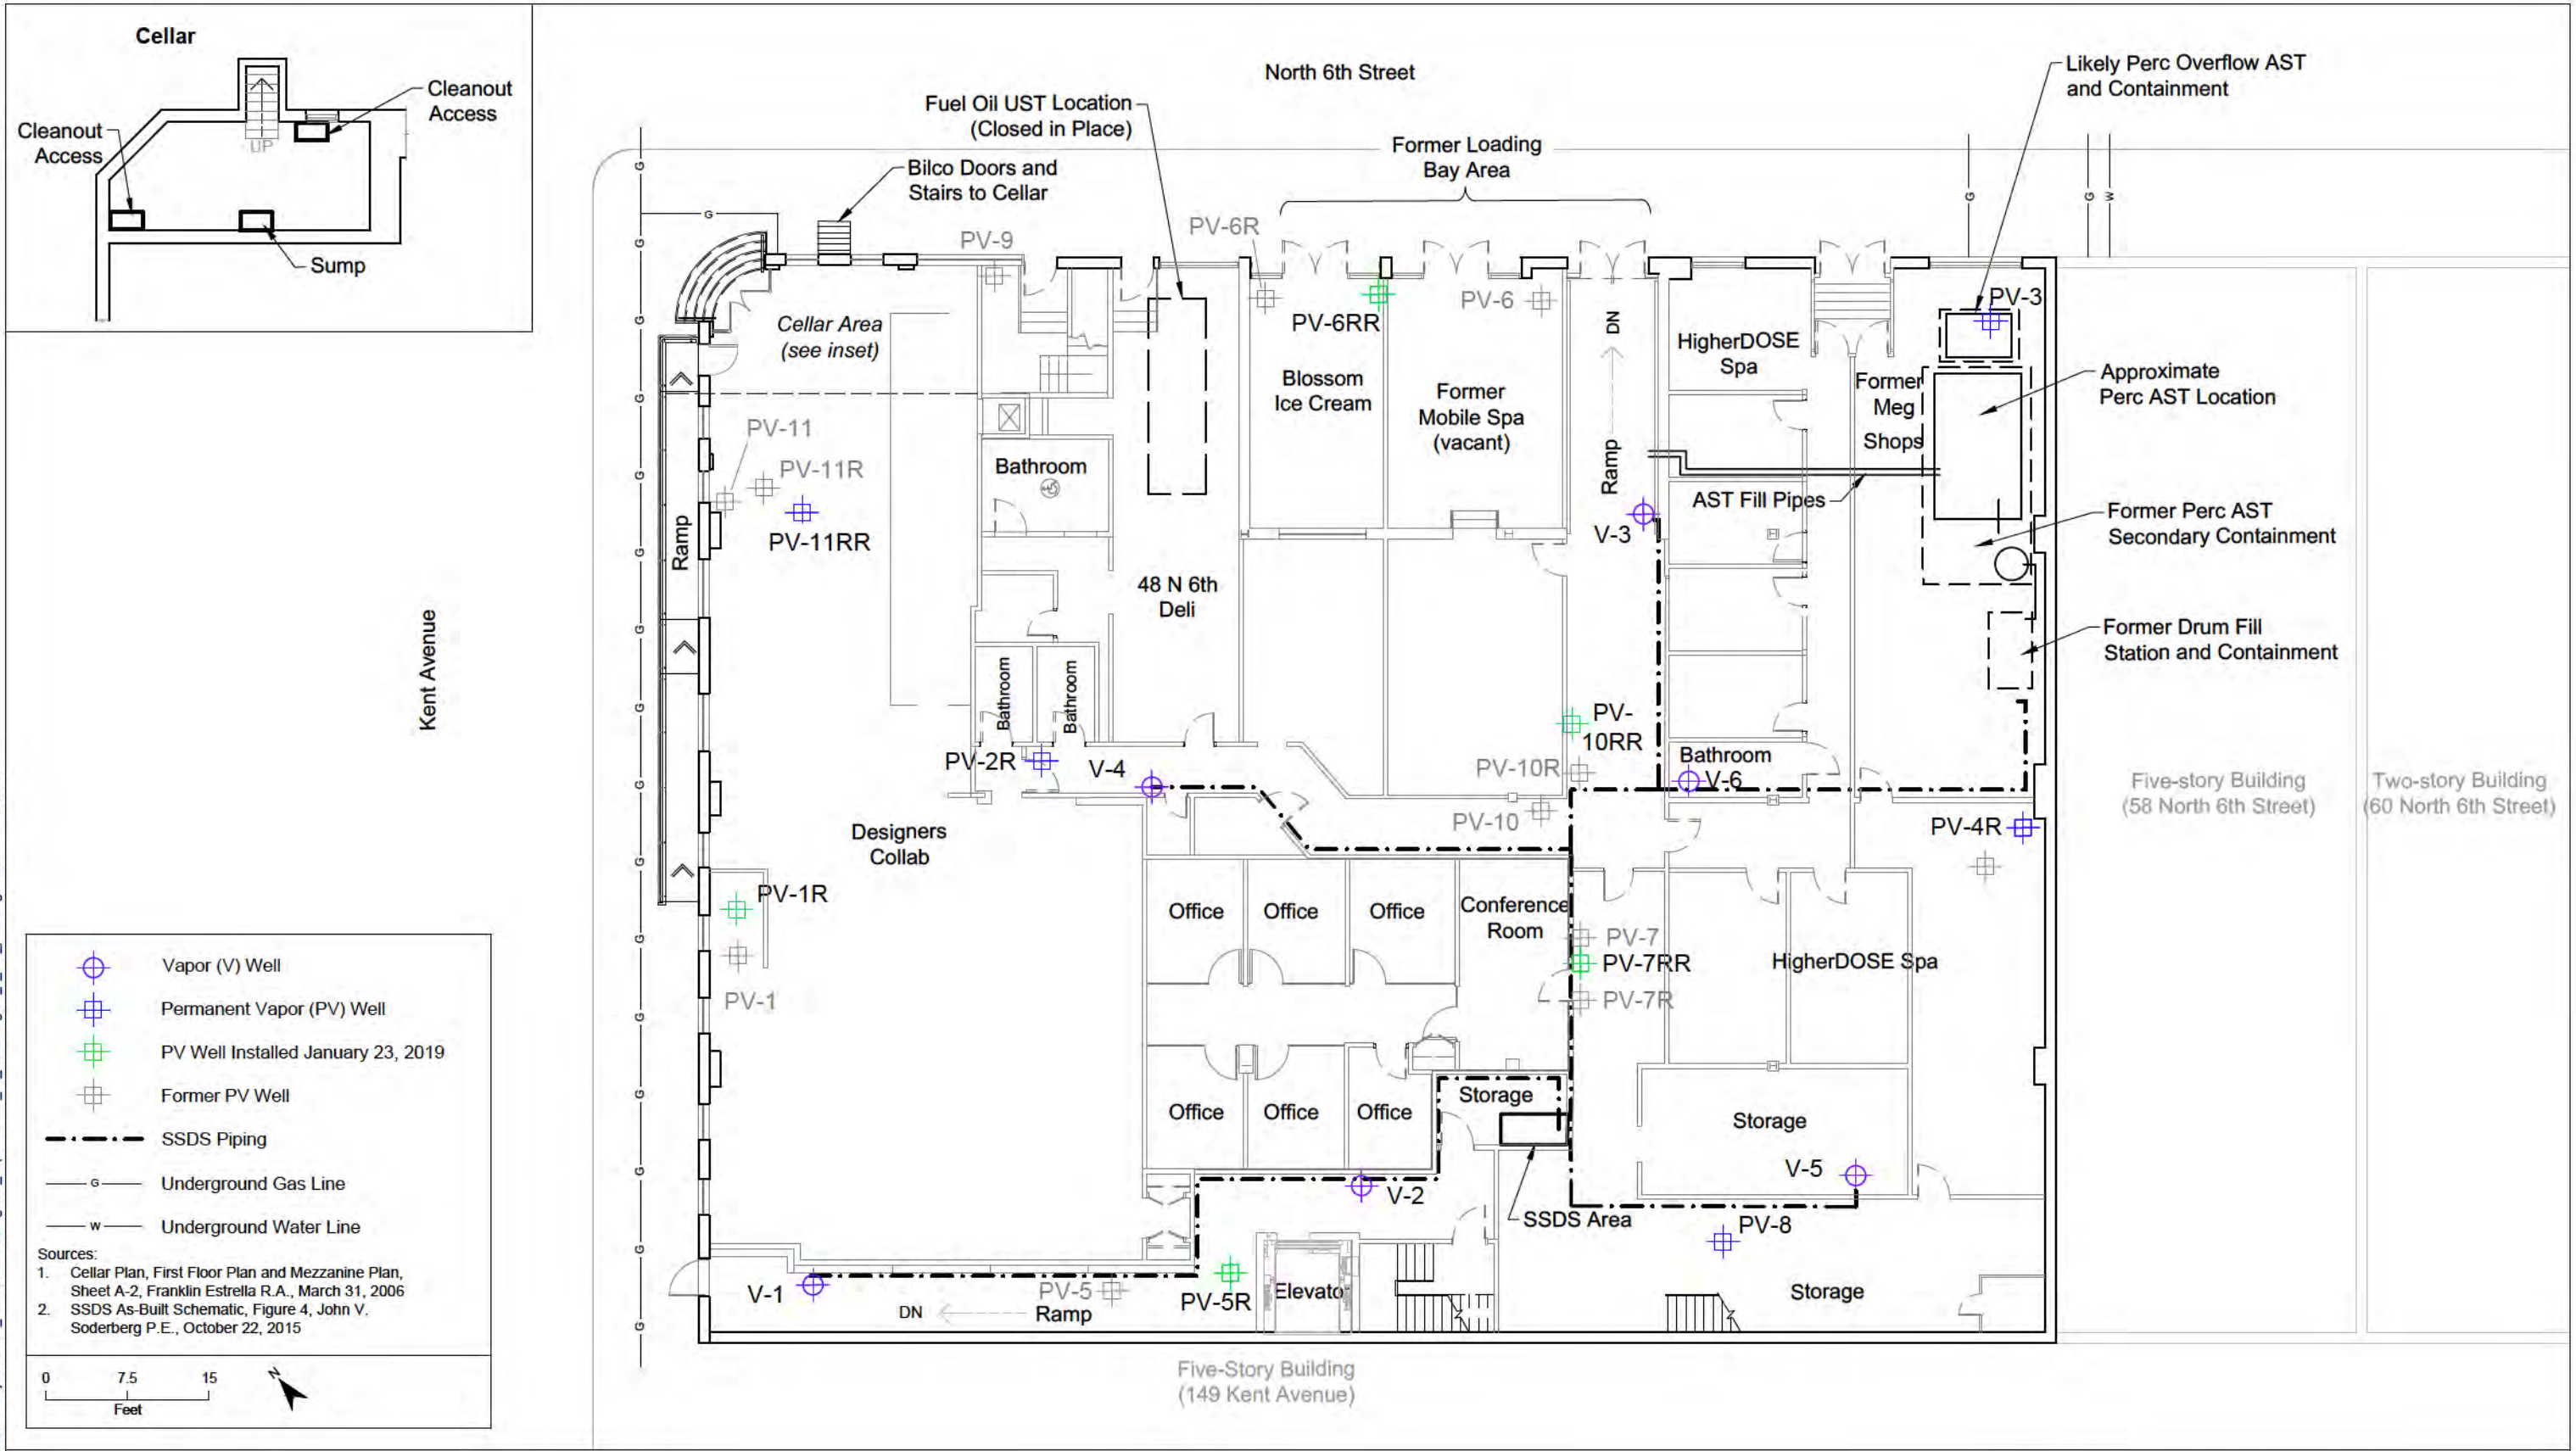 Cellar
Cleanout
Access
Cleanout
Access
UP
Sump
North 6th Street
Fuel Oil UST Location
(Closed in Place)
Bilco Doors and
Stairs to Cellar
Former Loading
Bay Area
Likely Perc Overflow AST
and Containment
G
G
G
W
G
PV-9
PV-6R
PV-6RR
PV-6
PV-3
Cellar Area
(see inset)
DN
Ramp
HigherDOSE
Spa
Blossom
Ice Cream
Former
Mobile Spa
(vacant)
Former
Meg
Shops
Approximate
Perc AST Location
PV-11
PV-11R
PV-11RR
Bathroom
Ramp
AST Fill Pipes
V-3
Former Perc AST
Secondary Containment
48 N 6th
Deli
Former Drum Fill
Station and Containment
Kent Avenue
Bathroom
Bathroom
PV-
10RR
PV-2R
V-4
PV-10R
PV-10
Bathroom
V-6
PV-4R
Five-story Building
(58 North 6th Street)
Two-story Building
(60 North 6th Street)
Designers
Collab
PV-1R
PV-1
Office
Office
Office
Conference
Room
PV-7
PV-7RR
PV-7R
HigherDOSE Spa
Office
Office
Office
Storage
Storage
V-5
V-2
SSDS Area
PV-8
V-1
DN
Ramp
PV-5
PV-5R
Elevato
Storage
Five-Story Building
(149 Kent Avenue)
Vapor (V) Well
Permanent Vapor (PV) Well
PV Well Installed January 23, 2019
Former PV Well
SSDS Piping
G Underground Gas Line
W Underground Water Line
Sources:
1. Cellar Plan, First Floor Plan and Mezzanine Plan,
Sheet A-2, Franklin Estrella R.A., March 31, 2006
2. SSDS As-Built Schematic, Figure 4, John V.
Soderberg P.E., October 22, 2015
0 7.5 15
Feet
N